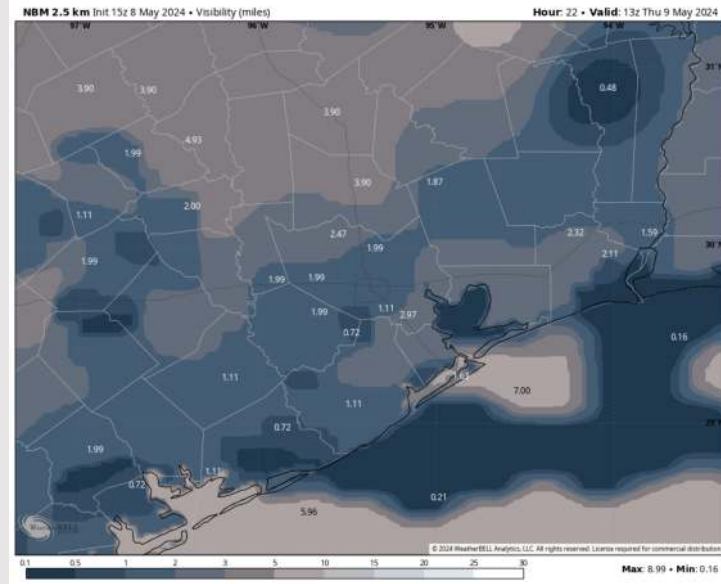 NBM 2.5 km Init 15z 8 May 2024 • Visibility (miles)
Hour: 22 • Valid: 13z Thu 9 May 2024
97°W 96°W 95°W 94°W
31°N
0.48
3.90 3.90
3.90
4.93
1.99
3.90 1.87
2.00
1.11
2.47 2.32 1.59
1.99 2.11 30°N
1.99
1.99 1.99
1.99 1.11 2.97
0.72 0.16
1.11
7.00
1.11
0.72
1.99
1.11
0.72
0.21
5.96
WeatherBELL
© 2024 WeatherBELL Analytics, LLC. All rights reserved. License required for commercial distribution
0.1 0.5 1 2 3 5 10 15 20 25 30
Max: 8.99 • Min: 0.16